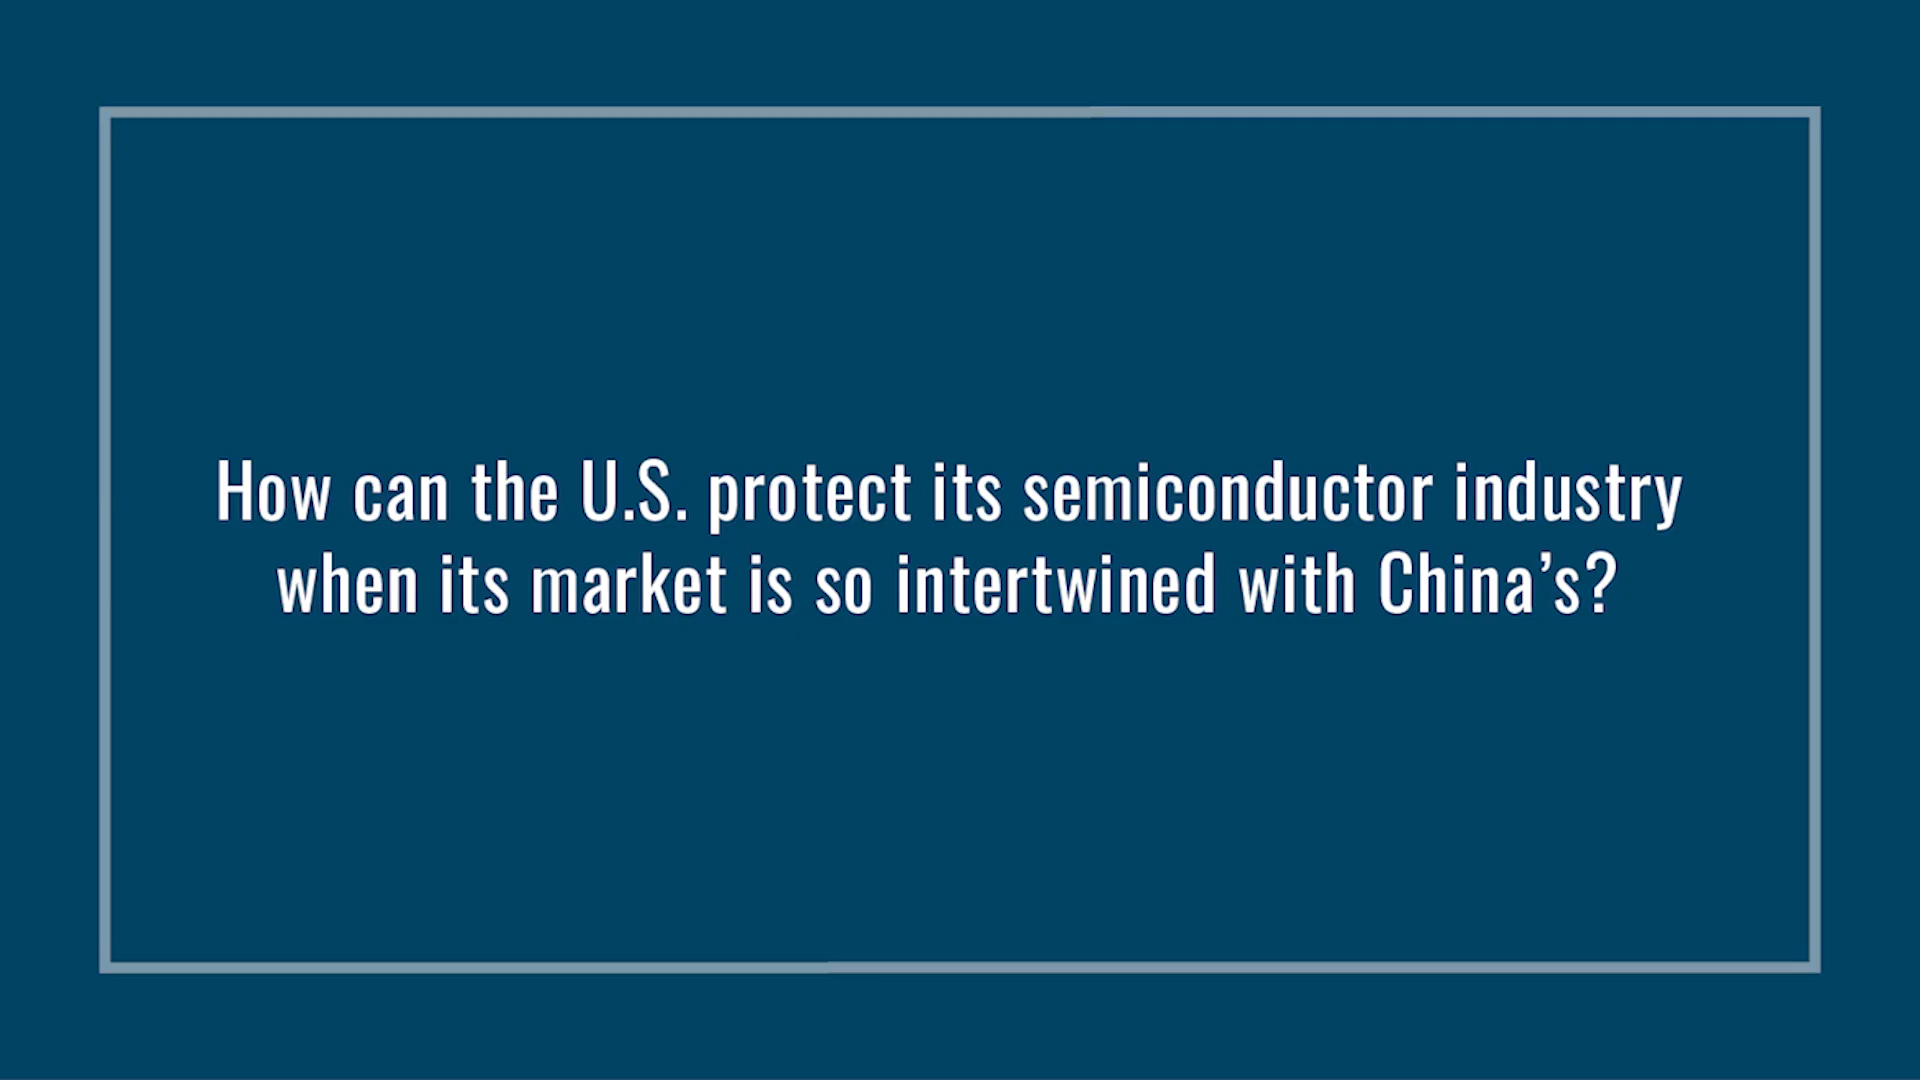 How can the U.S. protect its semiconductor industry
when its market is so intertwined with China’s?